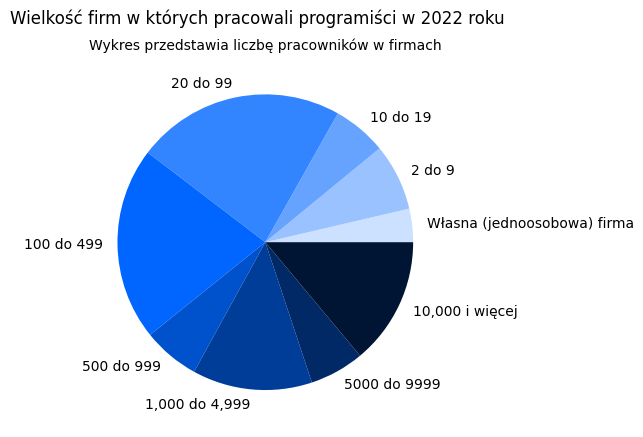 Wielkość firm w których pracowali programiści w 2022 roku
Wykres przedstawia liczbę pracowników w firmach
20 do 99
10 do 19
2 do 9
Własna (jednoosobowa) firma
100 do 499
10,000 i więcej
500 do 999
5000 do 9999
1,000 do 4,999